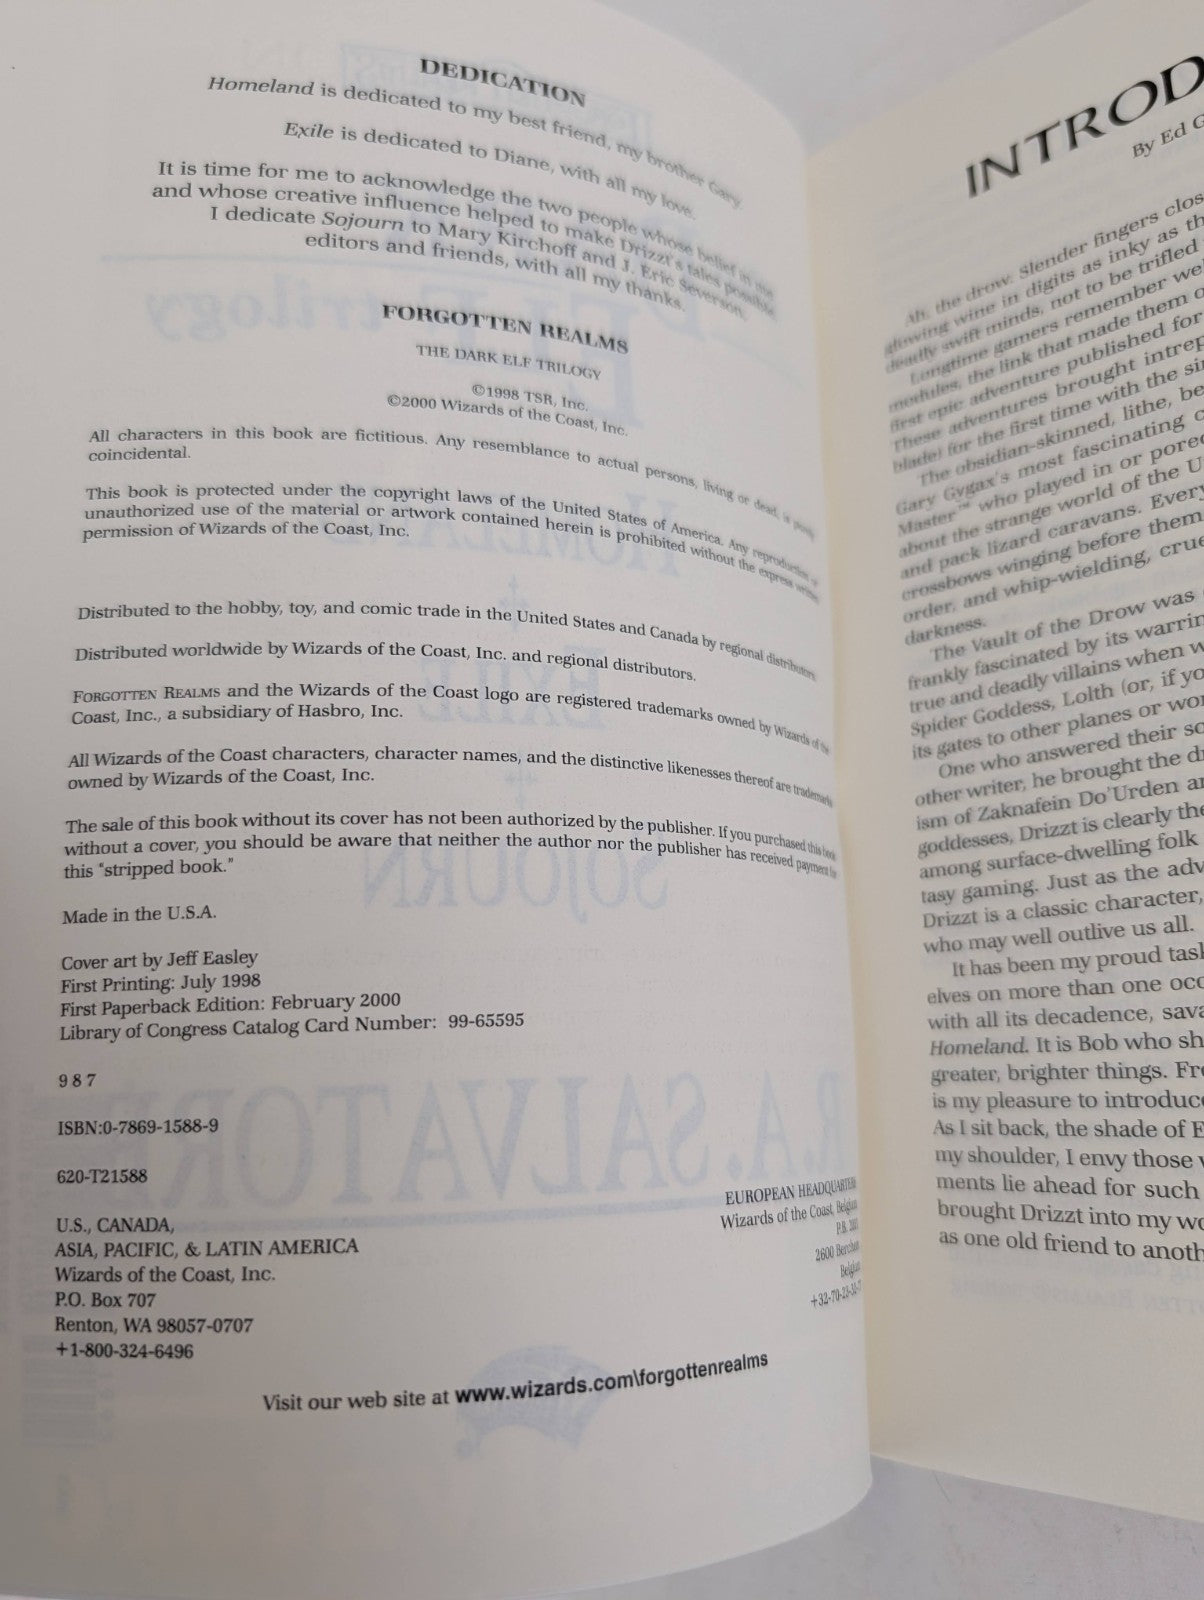 DEDICATION
Homeland is dedicated to my best friend, my brother Gary.
Exile is dedicated to Diane, with all my love.
It is time for me to acknowledge the two people whose belief in me
and whose creative influence helped to make Drizzt's tales possible.
I dedicate Sojourn to Mary Kirchoff and J. Eric Severson,
editors and friends, with all my thanks.
FORGOTTEN REALMS
THE DARK ELF TRILOGY
©1998 TSR, Inc.
©2000 Wizards of the Coast, Inc.
All characters in this book are fictitious. Any resemblance to actual persons, living or dead, is purely
coincidental.
This book is protected under the copyright laws of the United States of America. Any reproduction or
unauthorized use of the material or artwork contained herein is prohibited without the express written
permission of Wizards of the Coast, Inc.
Distributed to the hobby, toy, and comic trade in the United States and Canada by regional distributors.
Distributed worldwide by Wizards of the Coast, Inc. and regional distributors.
FORGOTTEN REALMS and the Wizards of the Coast logo are registered trademarks owned by Wizards of the
Coast, Inc., a subsidiary of Hasbro, Inc.
All Wizards of the Coast characters, character names, and the distinctive likenesses thereof are trademarks
owned by Wizards of the Coast, Inc.
The sale of this book without its cover has not been authorized by the publisher. If you purchased this book
without a cover, you should be aware that neither the author nor the publisher has received payment for
this "stripped book."
Made in the U.S.A.
Cover art by Jeff Easley
First Printing: July 1998
First Paperback Edition: February 2000
Library of Congress Catalog Card Number: 99-65595
9 8 7
ISBN:0-7869-1588-9
620-T21588
U.S., CANADA,
ASIA, PACIFIC, & LATIN AMERICA
Wizards of the Coast, Inc.
P.O. Box 707
Renton, WA 98057-0707
+1-800-324-6496
EUROPEAN HEADQUARTERS
Wizards of the Coast, Belgium
P.B.
2600 Berchem
Belgium
Visit our web site at www.wizards.com\forgottenrealms
INTROD
By Ed G
Ah, the drow. Slender fingers clos
glowing wine in digits as inky as th
deadly swift minds, not to be trifled
Longtime gamers remember wel
modules, the link that made them o
first epic adventure published for
These adventures brought intrep
blade) for the first time with the si
The obsidian-skinned, lithe, be
Gary Gygax's most fascinating c
Master™ who played in or pored
about the strange world of the U
and pack lizard caravans. Every
crossbows winging before them
order, and whip-wielding, crue
darkness.
The Vault of the Drow was
frankly fascinated by its warrin
true and deadly villains when w
Spider Goddess, Lolth (or, if yo
its gates to other planes or wor
One who answered their sc
other writer, he brought the dr
ism of Zaknafein Do'Urden an
goddesses, Drizzt is clearly the
among surface-dwelling folk
tasy gaming. Just as the adv
Drizzt is a classic character,
who may well outlive us all.
It has been my proud task
elves on more than one occ
with all its decadence, sava
Homeland. It is Bob who sh
greater, brighter things. Fro
is my pleasure to introduce
As I sit back, the shade of E
my shoulder, I envy those w
ments lie ahead for such
brought Drizzt into my wo
as one old friend to anoth